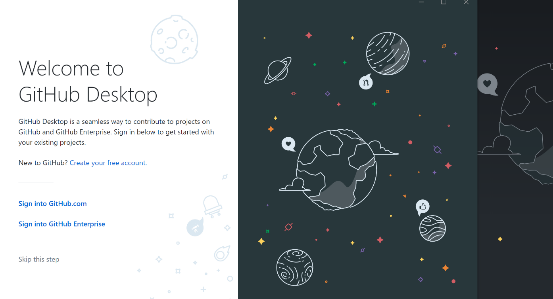 Welcome to
GitHub Desktop
GitHub Desktop is a seamless way to contribute to projects on
GitHub and GitHub Enterprise. Sign in below to get started with
your existing projects.
New to GitHub? Create your free account.
Sign into GitHub.com
Sign into GitHub Enterprise
Skip this step